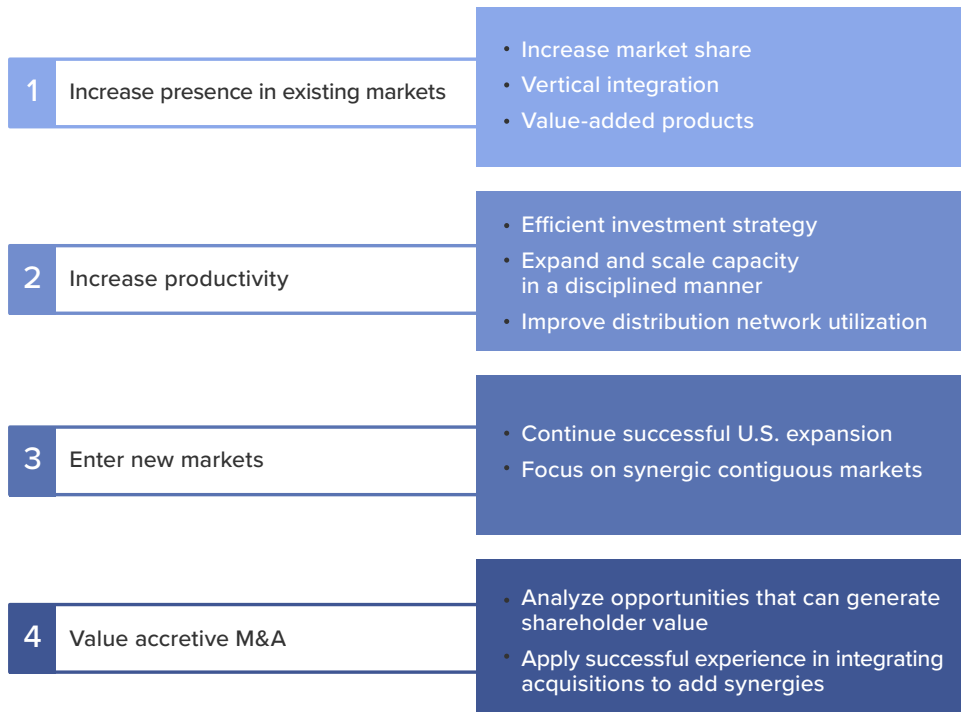 1
Increase presence in existing markets
• Increase market share
• Vertical integration
• Value-added products
2
Increase productivity
• Efficient investment strategy
• Expand and scale capacity
in a disciplined manner
• Improve distribution network utilization
3
Enter new markets
• Continue successful U.S. expansion
• Focus on synergic contiguous markets
4
Value accretive M&A
• Analyze opportunities that can generate
shareholder value
• Apply successful experience in integrating
acquisitions to add synergies